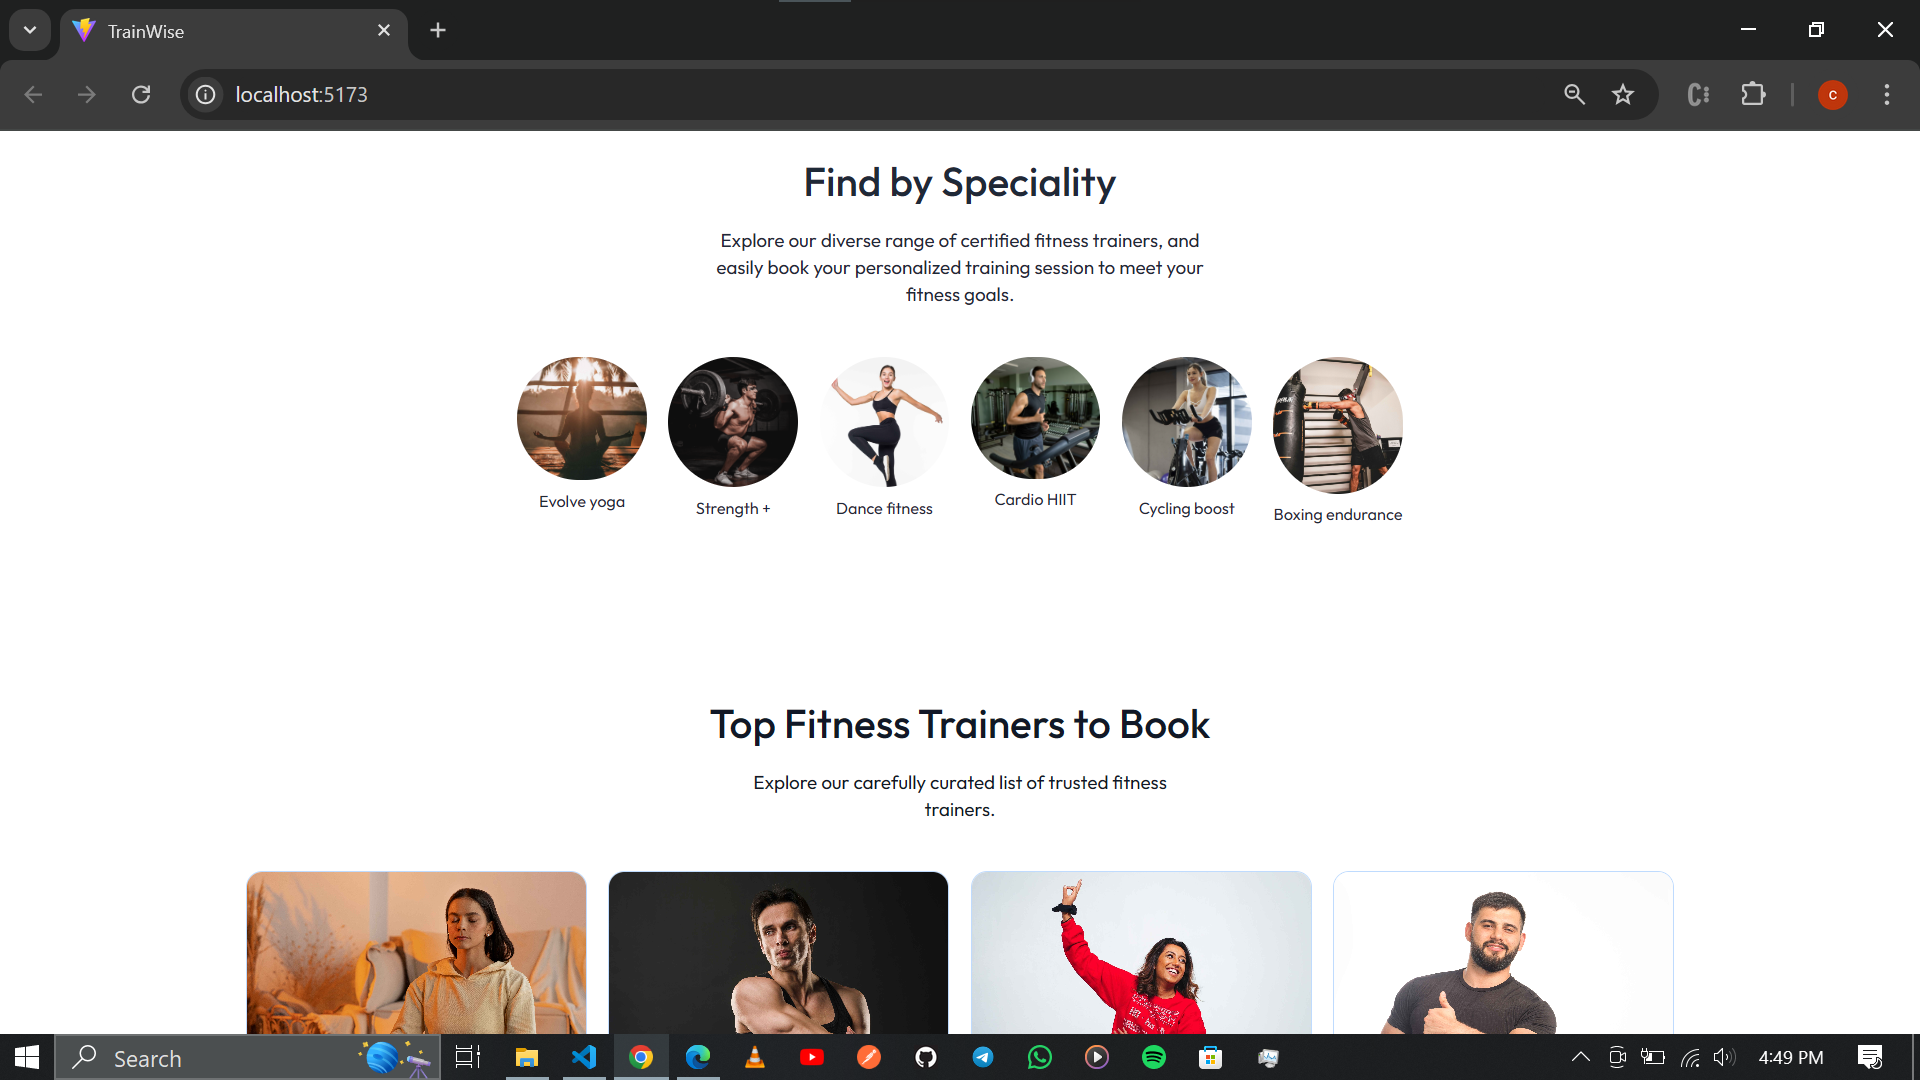 TrainWise
localhost:5173
C
Find by Speciality
Explore our diverse range of certified fitness trainers, and
easily book your personalized training session to meet your
fitness goals.
Evolve yoga
Strength +
Dance fitness
Cardio HIIT
Cycling boost
Boxing endurance
Top Fitness Trainers to Book
Explore our carefully curated list of trusted fitness
trainers.
Search
4:49 PM